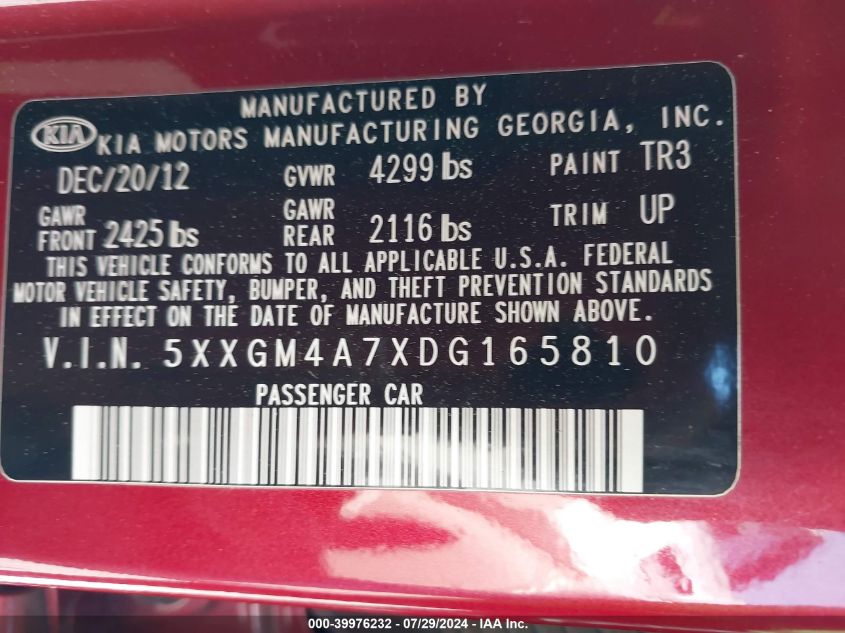 MANUFACTURED BY
KIA KIA MOTORS MANUFACTURING GEORGIA, INC.
DEC/20/12 GVWR 4299 lbs PAINT TR3
GAWR FRONT 2425 lbs GAWR REAR 2116 lbs TRIM UP
THIS VEHICLE CONFORMS TO ALL APPLICABLE U.S.A. FEDERAL
MOTOR VEHICLE SAFETY, BUMPER, AND THEFT PREVENTION STANDARDS
IN EFFECT ON THE DATE OF MANUFACTURE SHOWN ABOVE.
V.I.N. 5XXGM4A7XDG165810
PASSENGER CAR
000-39976232 - 07/29/2024 - IAA Inc.